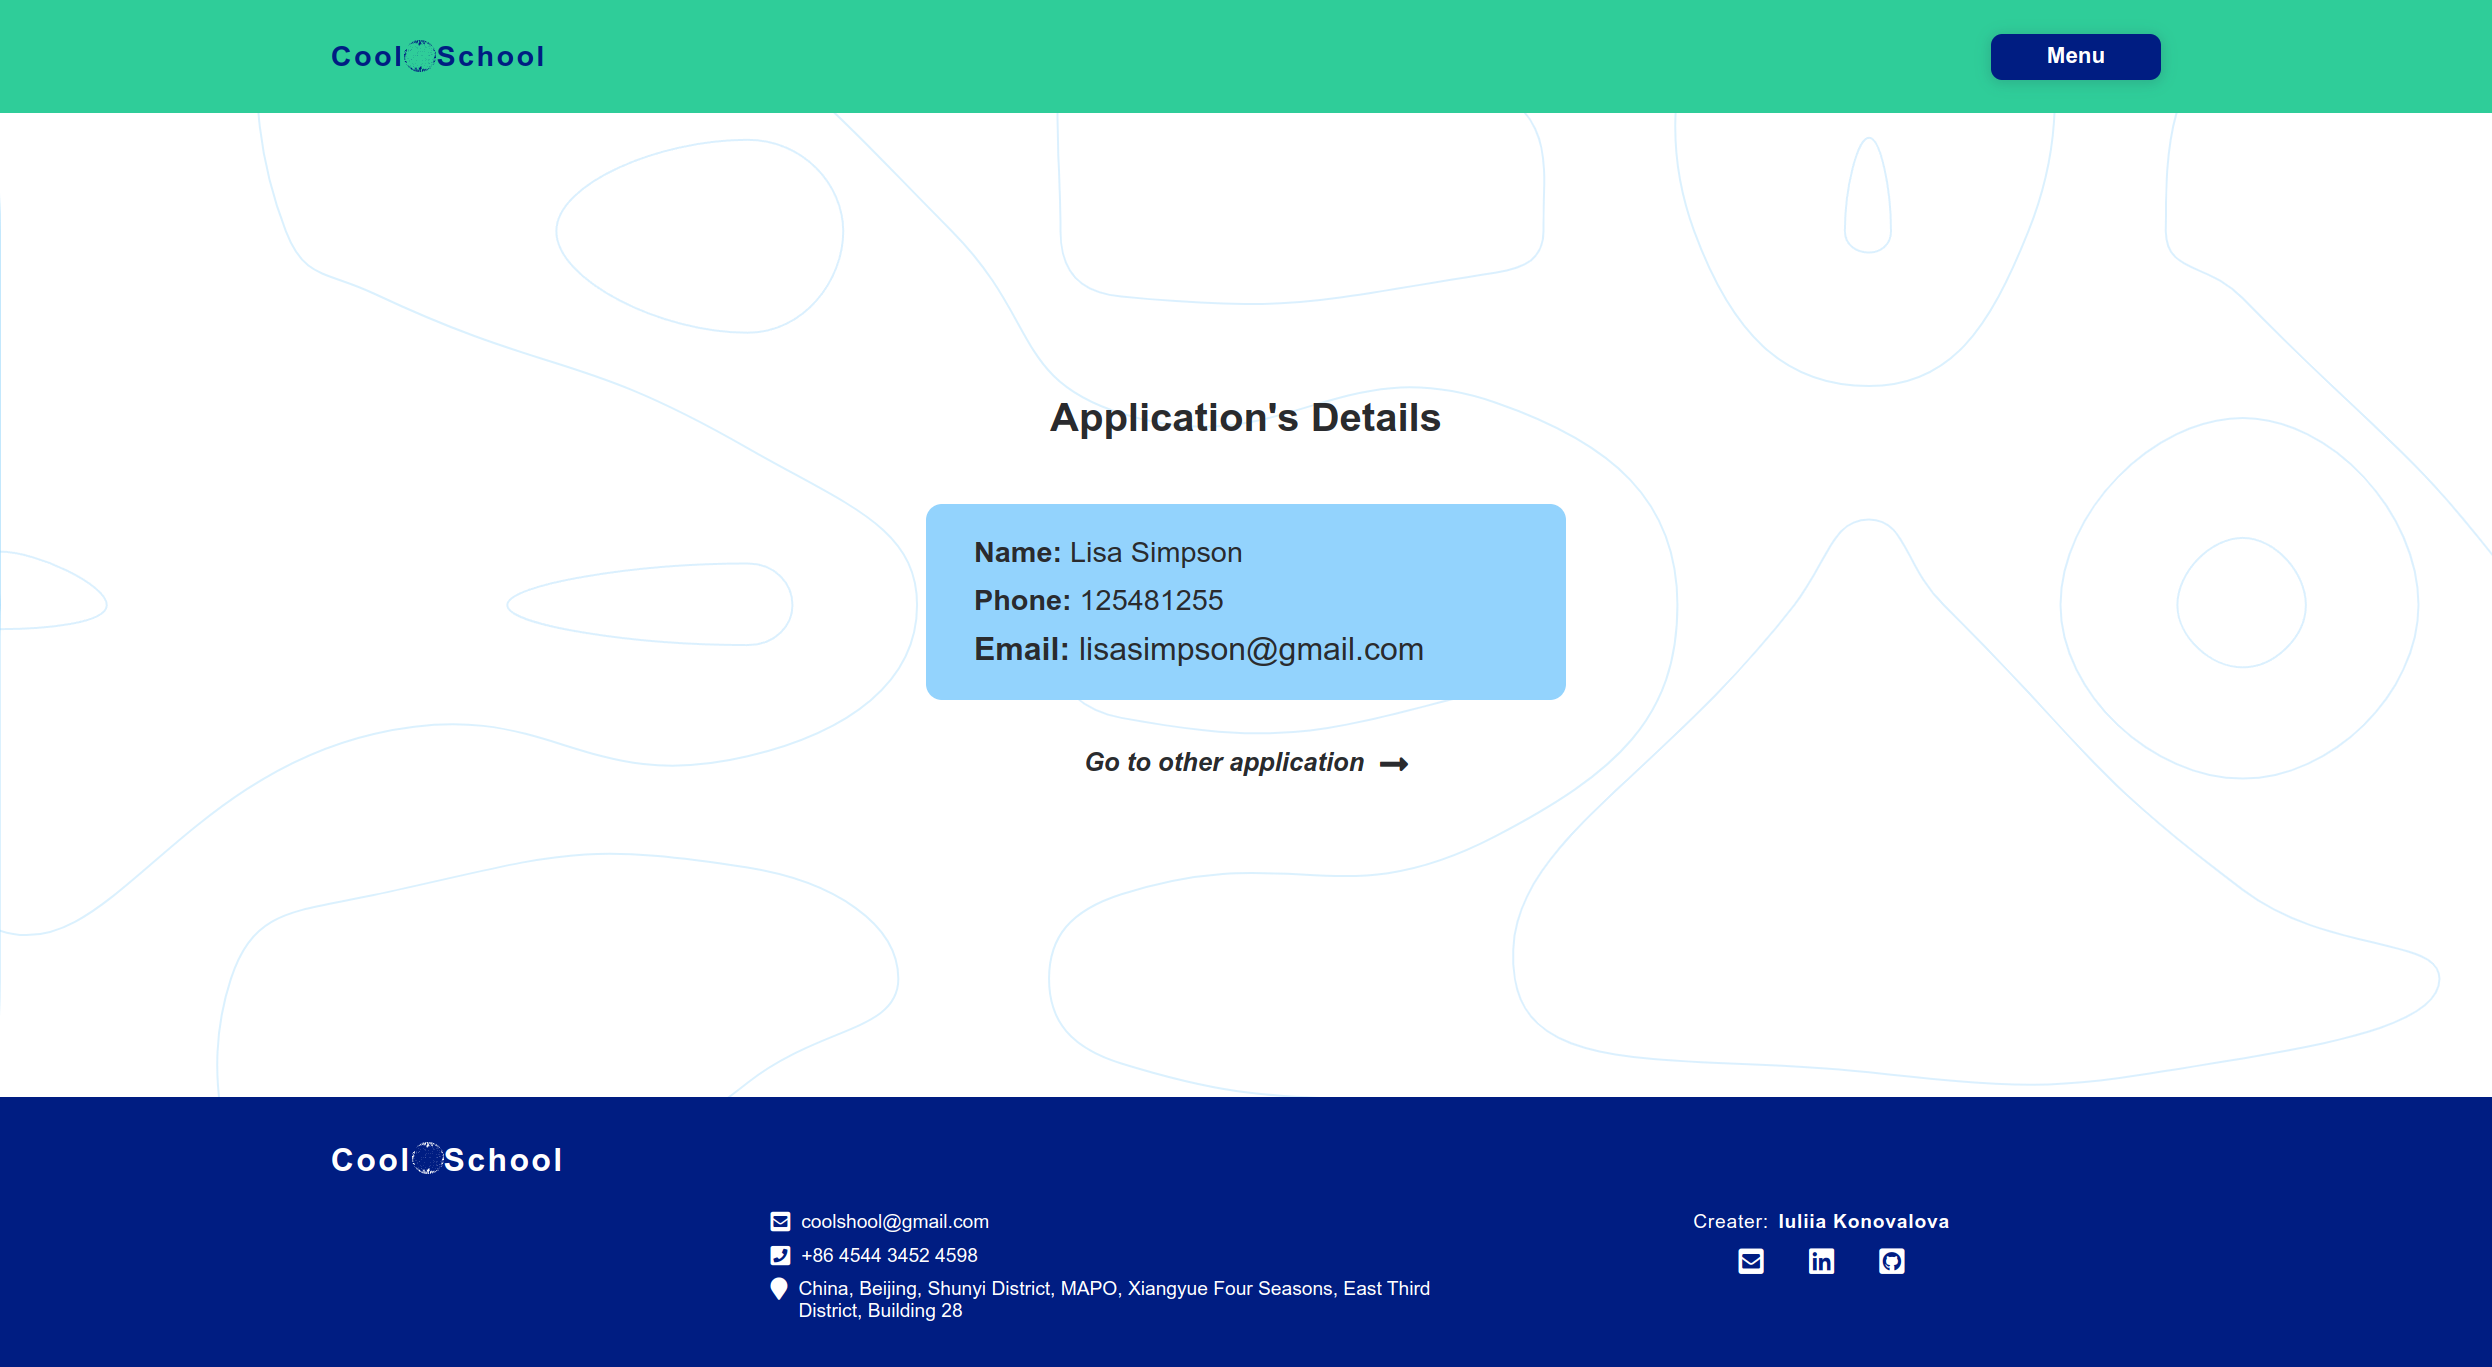 Cool School
Menu
Application's Details
Name: Lisa Simpson
Phone: 125481255
Email: lisasimpson@gmail.com
Go to other application
Cool School
coolshool@gmail.com
+86 4544 3452 4598
China, Beijing, Shunyi District, MAPO, Xiangyue Four Seasons, East Third
District, Building 28
Creater: Iuliia Konovalova